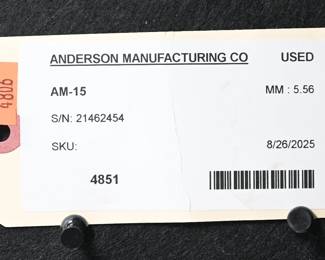 4806
ANDERSON MANUFACTURING CO USED
AM-15 MM : 5.56
S/N: 21462454
SKU: 8/26/2025
4851